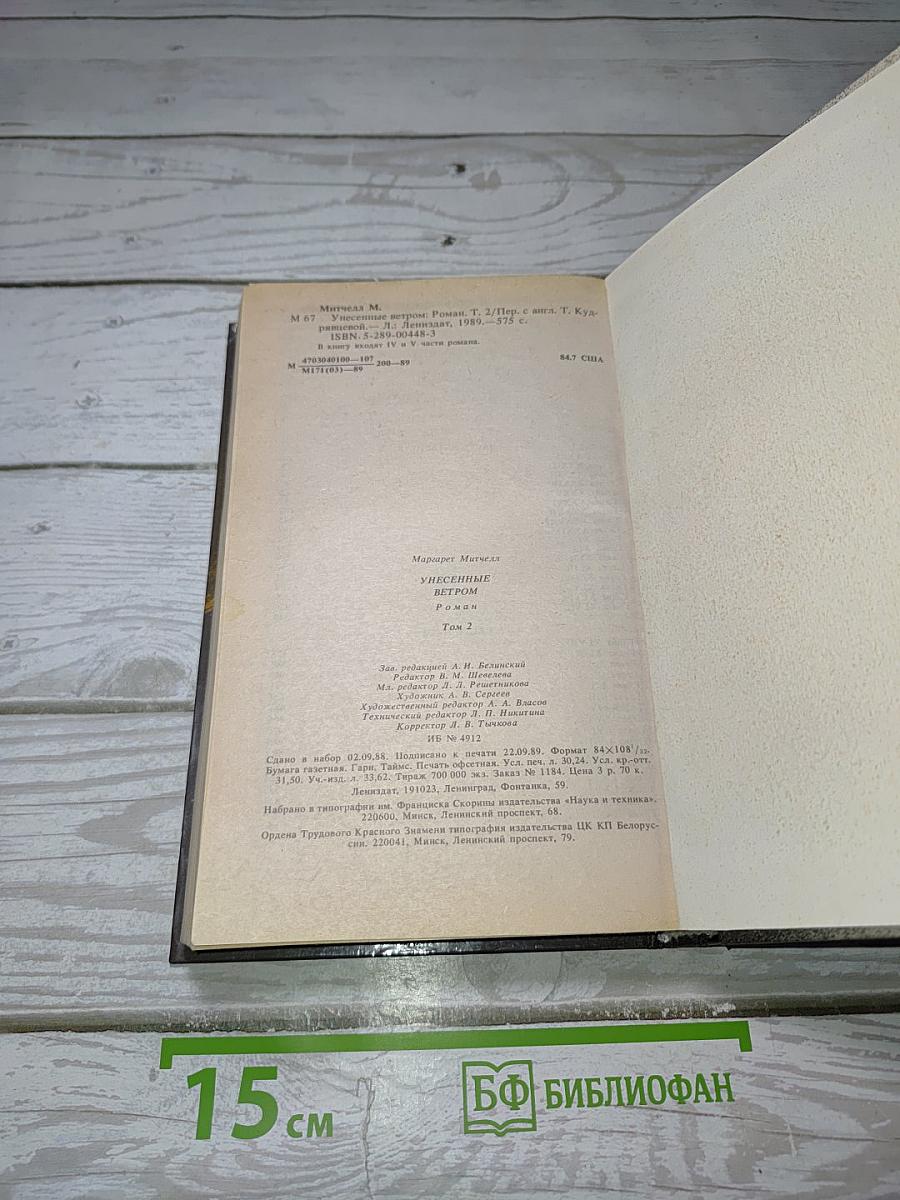 Митчелл М.
М 67 Унесенные ветром: Роман. Т. 2/Пер. с англ. Т. Куд-
рявцевой.— Л.: Лениздат, 1989.—575 с.
ISBN 5-289-00448-3
В книгу входят IV и V части романа.
М 4703040100—107 / М171(03)—89 200—89 84.7 США
Маргарет Митчелл
УНЕСЕННЫЕ
ВЕТРОМ
Роман
Том 2
Зав. редакцией А. И. Белинский
Редактор В. М. Шевелева
Мл. редактор Л. Л. Решетникова
Художник А. В. Сергеев
Художественный редактор А. А. Власов
Технический редактор Л. П. Никитина
Корректор Л. В. Тычкова
ИБ № 4912
Сдано в набор 02.09.88. Подписано к печати 22.09.89. Формат 84×108¹/₃₂.
Бумага газетная. Гарн. Таймс. Печать офсетная. Усл. печ. л. 30,24. Усл. кр.-отт.
31,50. Уч.-изд. л. 33,62. Тираж 700 000 экз. Заказ № 1184. Цена 3 р. 70 к.
Лениздат, 191023, Ленинград, Фонтанка, 59.
Набрано в типографии им. Франциска Скорины издательства «Наука и техника».
220600, Минск, Ленинский проспект, 68.
Ордена Трудового Красного Знамени типография издательства ЦК КП Белорус-
сии. 220041, Минск, Ленинский проспект, 79.
15 см
БФ БИБЛИОФАН